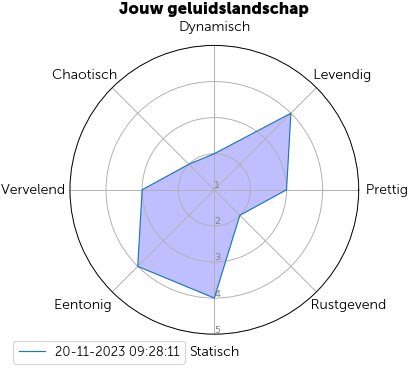 Jouw geluidslandschap
Dynamisch
Chaotisch
Levendig
Vervelend
1
Prettig
2
3
Eentonig
4
Rustgevend
5
20-11-2023 09:28:11
Statisch